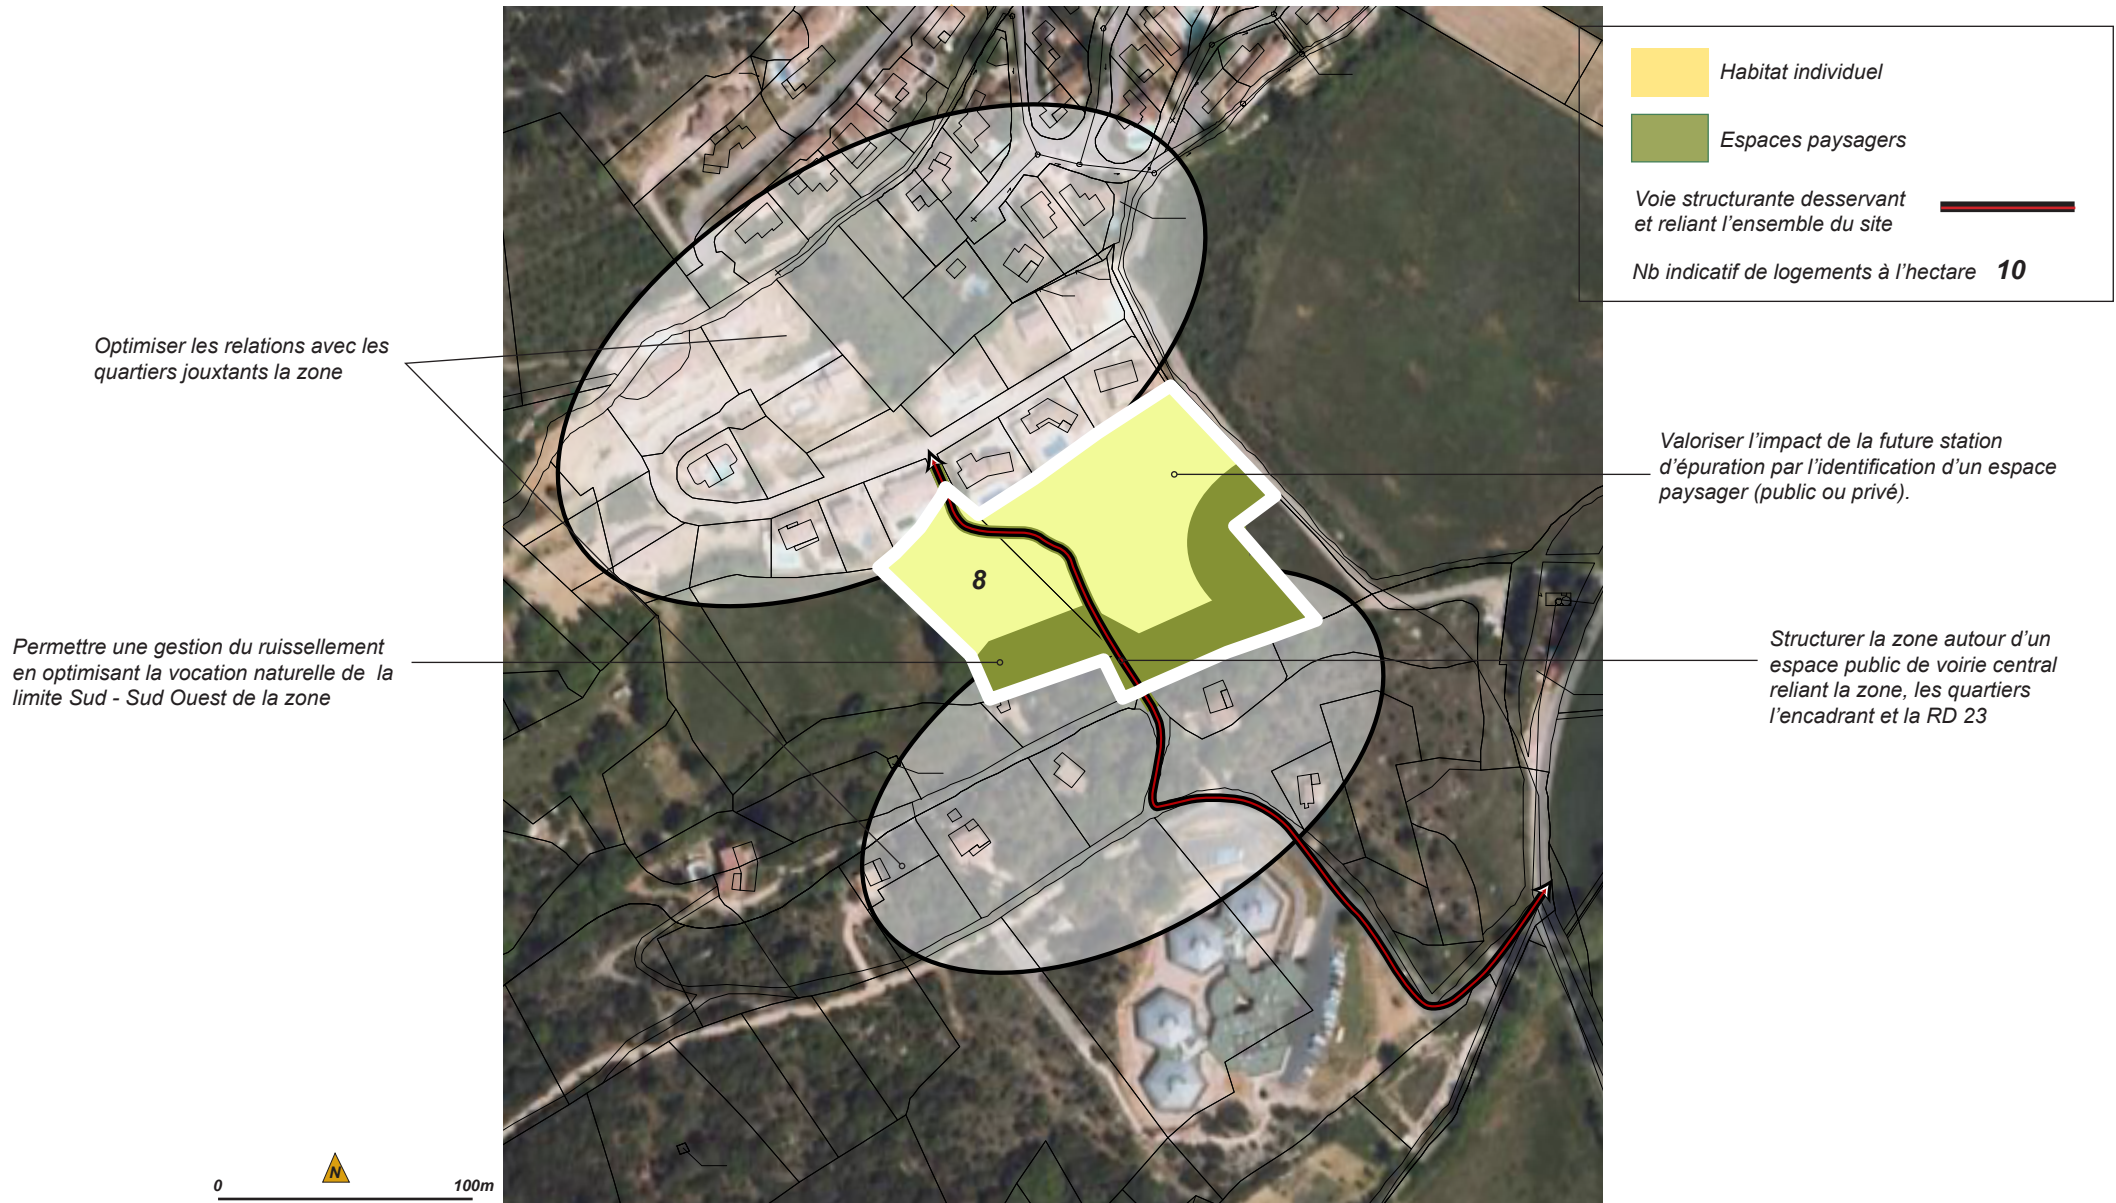 Habitat individuel
Espaces paysagers
Voie structurante desservant
et reliant l'ensemble du site
Nb indicatif de logements à l'hectare 10
Optimiser les relations avec les
quartiers jouxtants la zone
Valoriser l'impact de la future station
d'épuration par l'identification d'un espace
paysager (public ou privé).
8
Permettre une gestion du ruissellement
en optimisant la vocation naturelle de la
limite Sud - Sud Ouest de la zone
Structurer la zone autour d'un
espace public de voirie central
reliant la zone, les quartiers
l'encadrant et la RD 23
N
0 100m